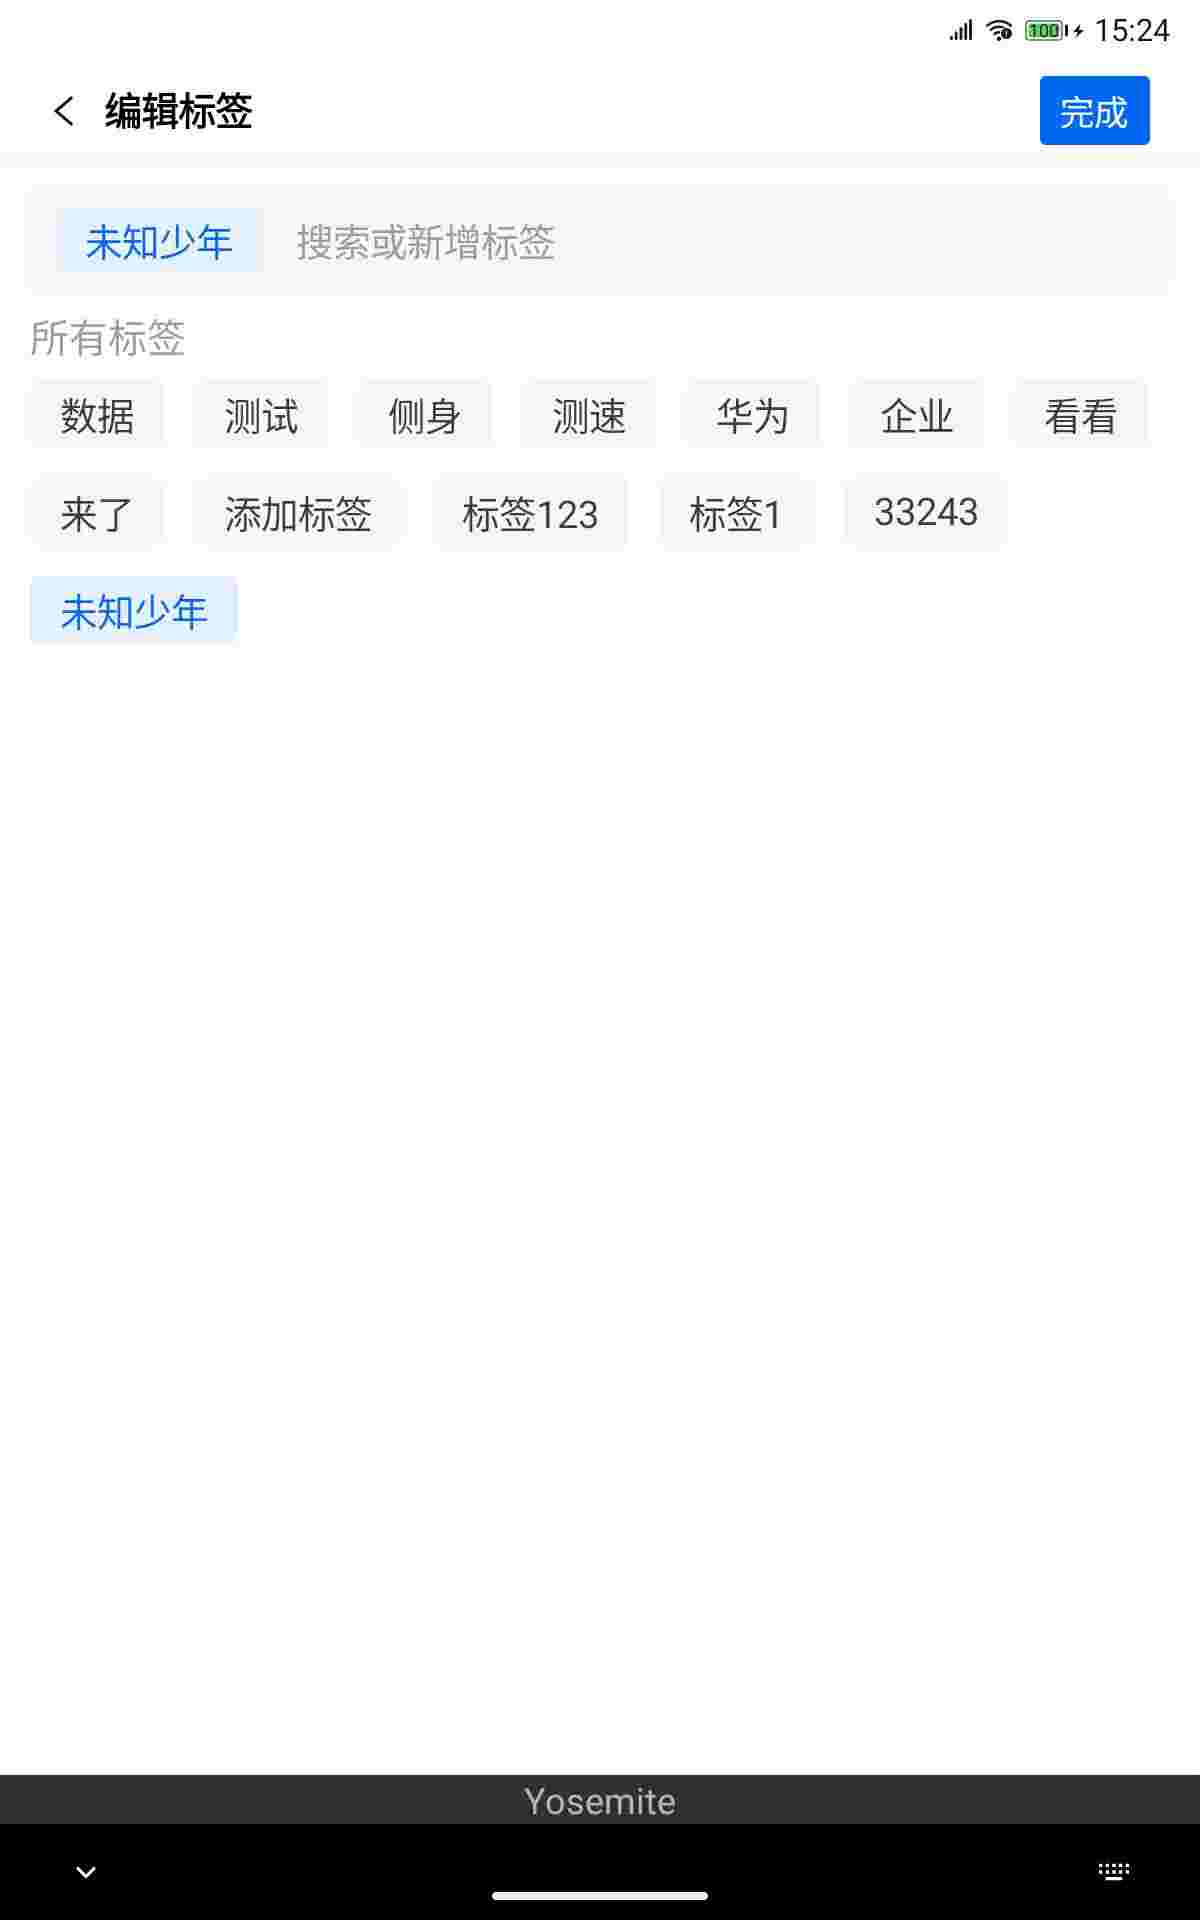 100 15:24
编辑标签 完成
未知少年 搜索或新增标签
所有标签
数据 测试 侧身 测速 华为 企业 看看
来了 添加标签 标签123 标签1 33243
未知少年
Yosemite